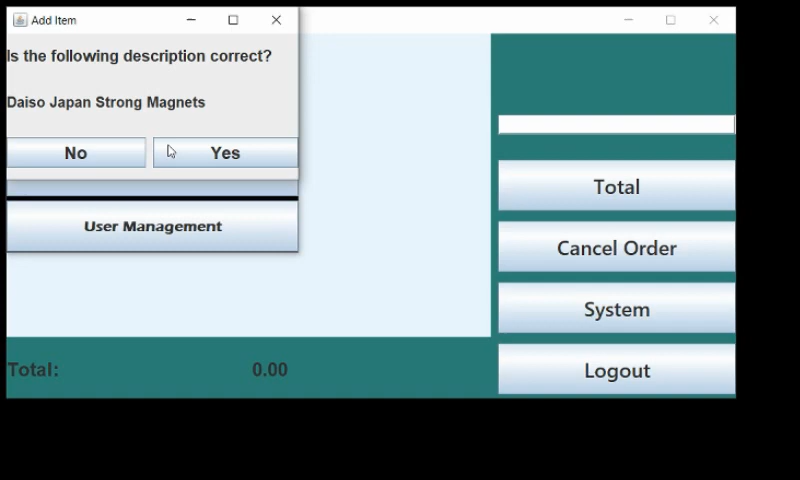 Add Item
Is the following description correct?
Daiso Japan Strong Magnets
No
Yes
User Management
Total
Cancel Order
System
Logout
Total:
0.00